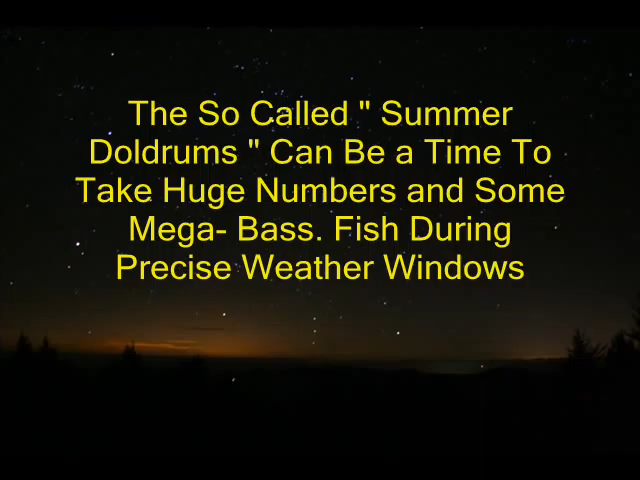 The So Called " Summer
Doldrums " Can Be a Time To
Take Huge Numbers and Some
Mega- Bass. Fish During
Precise Weather Windows